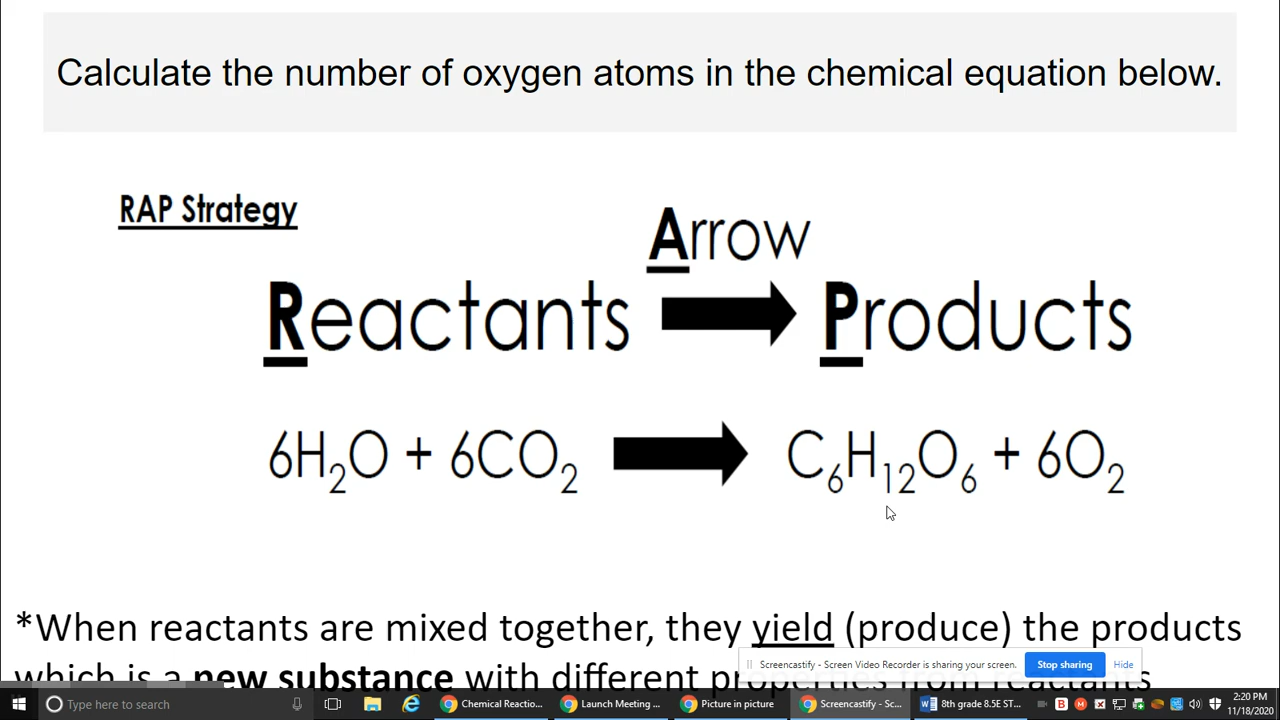 Calculate the number of oxygen atoms in the chemical equation below.
RAP Strategy
Arrow
Reactants Products
6H₂O + 6CO₂ C₆H₁₂O₆ + 6O₂
*When reactants are mixed together, they yield (produce) the products
which is a new substance with different properties from reactants
Screencastify - Screen Video Recorder is sharing your screen. Stop sharing Hide
Type here to search
Chemical Reactio...
Launch Meeting ...
Picture in picture
Screencastify - Sc...
8th grade 8.5E ST...
2:20 PM
11/18/2020